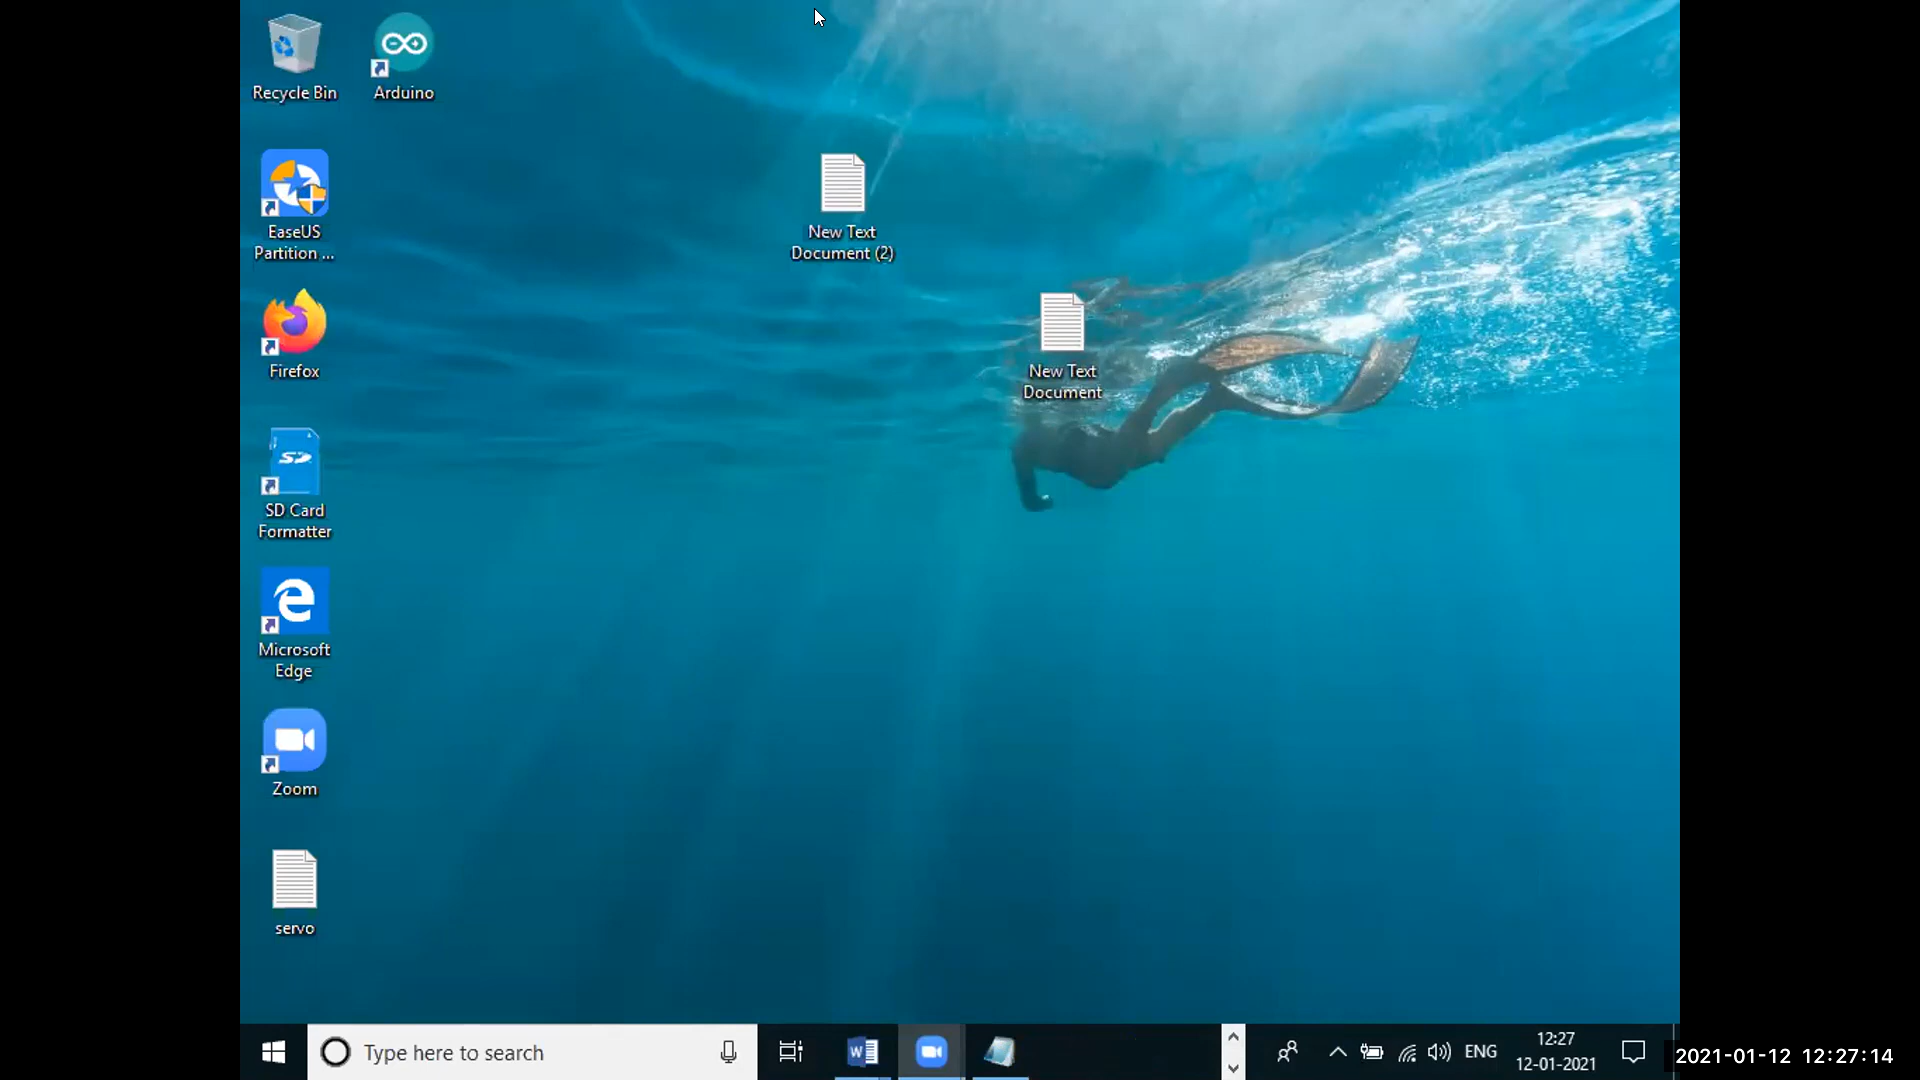 Recycle Bin
Arduino
EaseUS
Partition ...
New Text
Document (2)
Firefox
New Text
Document
SD
SD Card
Formatter
Microsoft
Edge
Zoom
servo
Type here to search
W
ENG
12:27
12-01-2021
2021-01-12 12:27:14